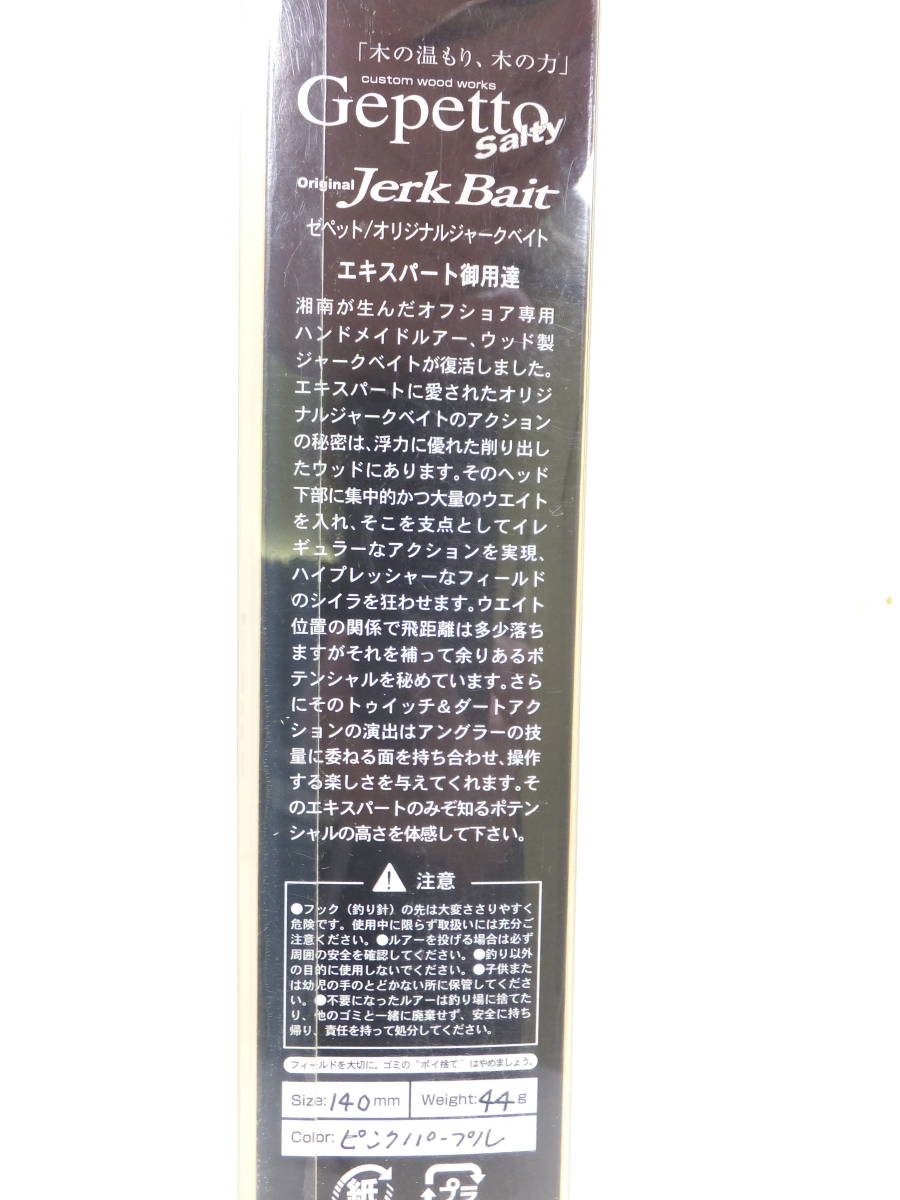 「木の温もり、木の力」
custom wood works
Gepetto
Salty
Original Jerk Bait
ゼペット/オリジナルジャークベイト
エキスパート御用達
湘南が生んだオフショア専用
ハンドメイドルアー、ウッド製
ジャークベイトが復活しました。
エキスパートに愛されたオリジ
ナルジャークベイトのアクション
の秘密は、浮力に優れた削り出し
たウッドにあります。そのヘッド
下部に集中的かつ大量のウエイト
を入れ、そこを支点としてイレ
ギュラーなアクションを実現、
ハイプレッシャーなフィールド
のシイラを狂わせます。ウエイト
位置の関係で飛距離は多少落ち
ますがそれを補って余りあるポ
テンシャルを秘めています。さら
にそのトゥイッチ&ダートアク
ションの演出はアングラーの技
量に委ねる面を持ち合わせ、操作
する楽しさを与えてくれます。そ
のエキスパートのみぞ知るポテン
シャルの高さを体感して下さい。
注意
●フック（釣り針）の先は大変ささりやすく
危険です。使用中に限らず取扱いには充分ご
注意ください。●ルアーを投げる場合は必ず
周囲の安全を確認してください。●釣り以外
の目的に使用しないでください。●子供また
は幼児の手のとどかない所に保管してくださ
い。●不要になったルアーは釣り場に捨てた
り、他のゴミと一緒に廃棄せず、安全に持ち
帰り、責任を持って処分してください。
フィールドを大切に。ゴミの"ポイ捨て"はやめましょう。
Size:140mm Weight:44g
Color:ピンクパープル
紙 プラ